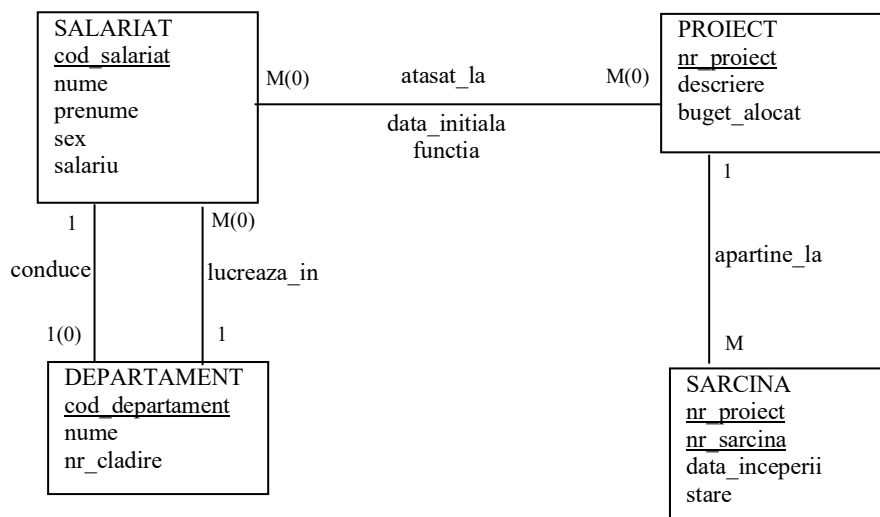 SALARIAT
cod_salariat
nume
prenume
sex
salariu
M(0)
atasat_la
M(0)
data_initiala
functia
PROIECT
nr_proiect
descriere
buget_alocat
1
M(0)
1
conduce
lucreaza_in
apartine_la
1(0)
1
M
DEPARTAMENT
cod_departament
nume
nr_cladire
SARCINA
nr_proiect
nr_sarcina
data_inceperii
stare